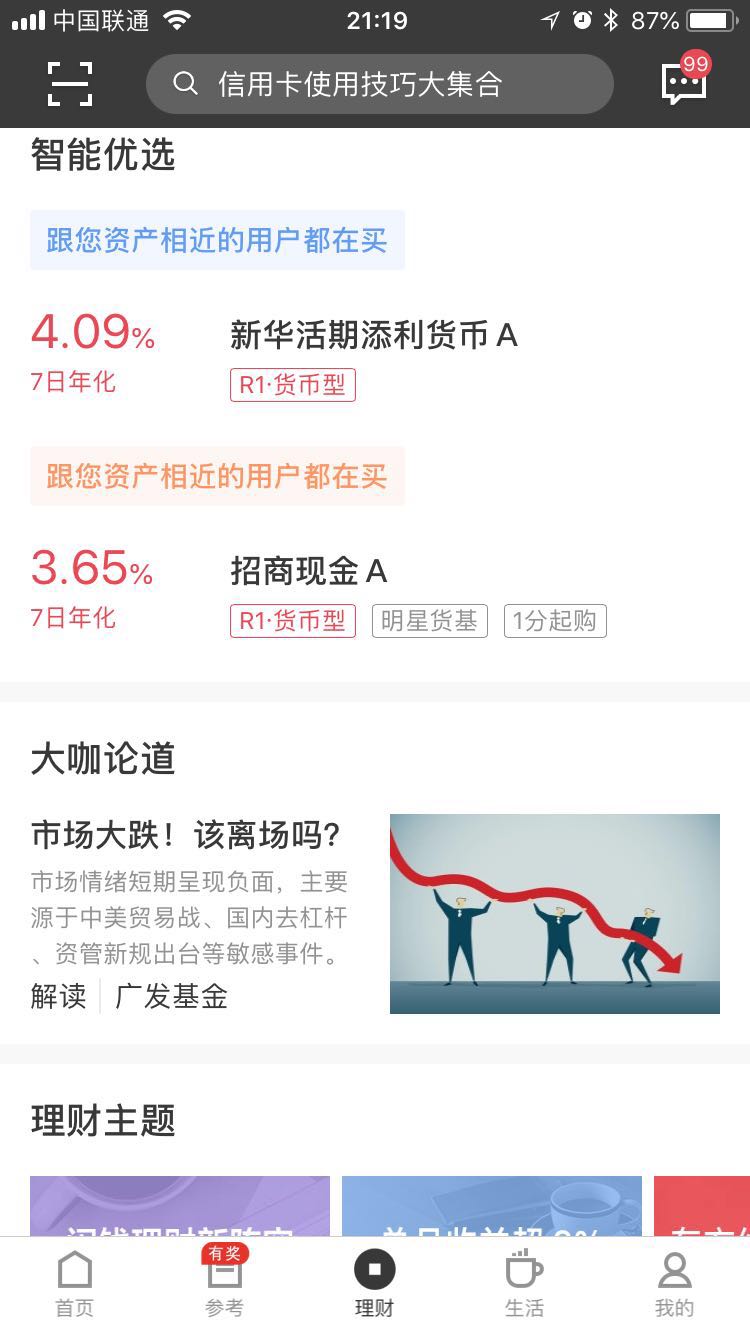 中国联通
21:19
87%
信用卡使用技巧大集合
99
智能优选
跟您资产相近的用户都在买
4.09%
新华活期添利货币A
7日年化
R1·货币型
跟您资产相近的用户都在买
3.65%
招商现金A
7日年化
R1·货币型
明星货基
1分起购
大咖论道
市场大跌！该离场吗?
市场情绪短期呈现负面，主要
源于中美贸易战、国内去杠杆
、资管新规出台等敏感事件。
解读
广发基金
理财主题
有奖
首页
参考
理财
生活
我的